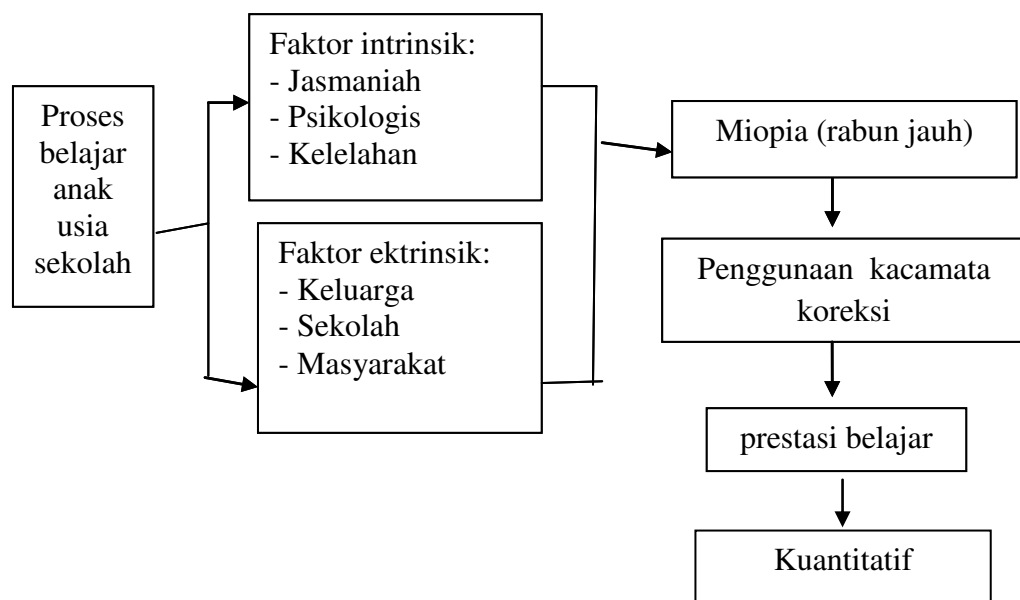 Proses
belajar
anak
usia
sekolah
Faktor intrinsik:
- Jasmaniah
- Psikologis
- Kelelahan
Faktor ektrinsik:
- Keluarga
- Sekolah
- Masyarakat
Miopia (rabun jauh)
Penggunaan kacamata
koreksi
prestasi belajar
Kuantitatif